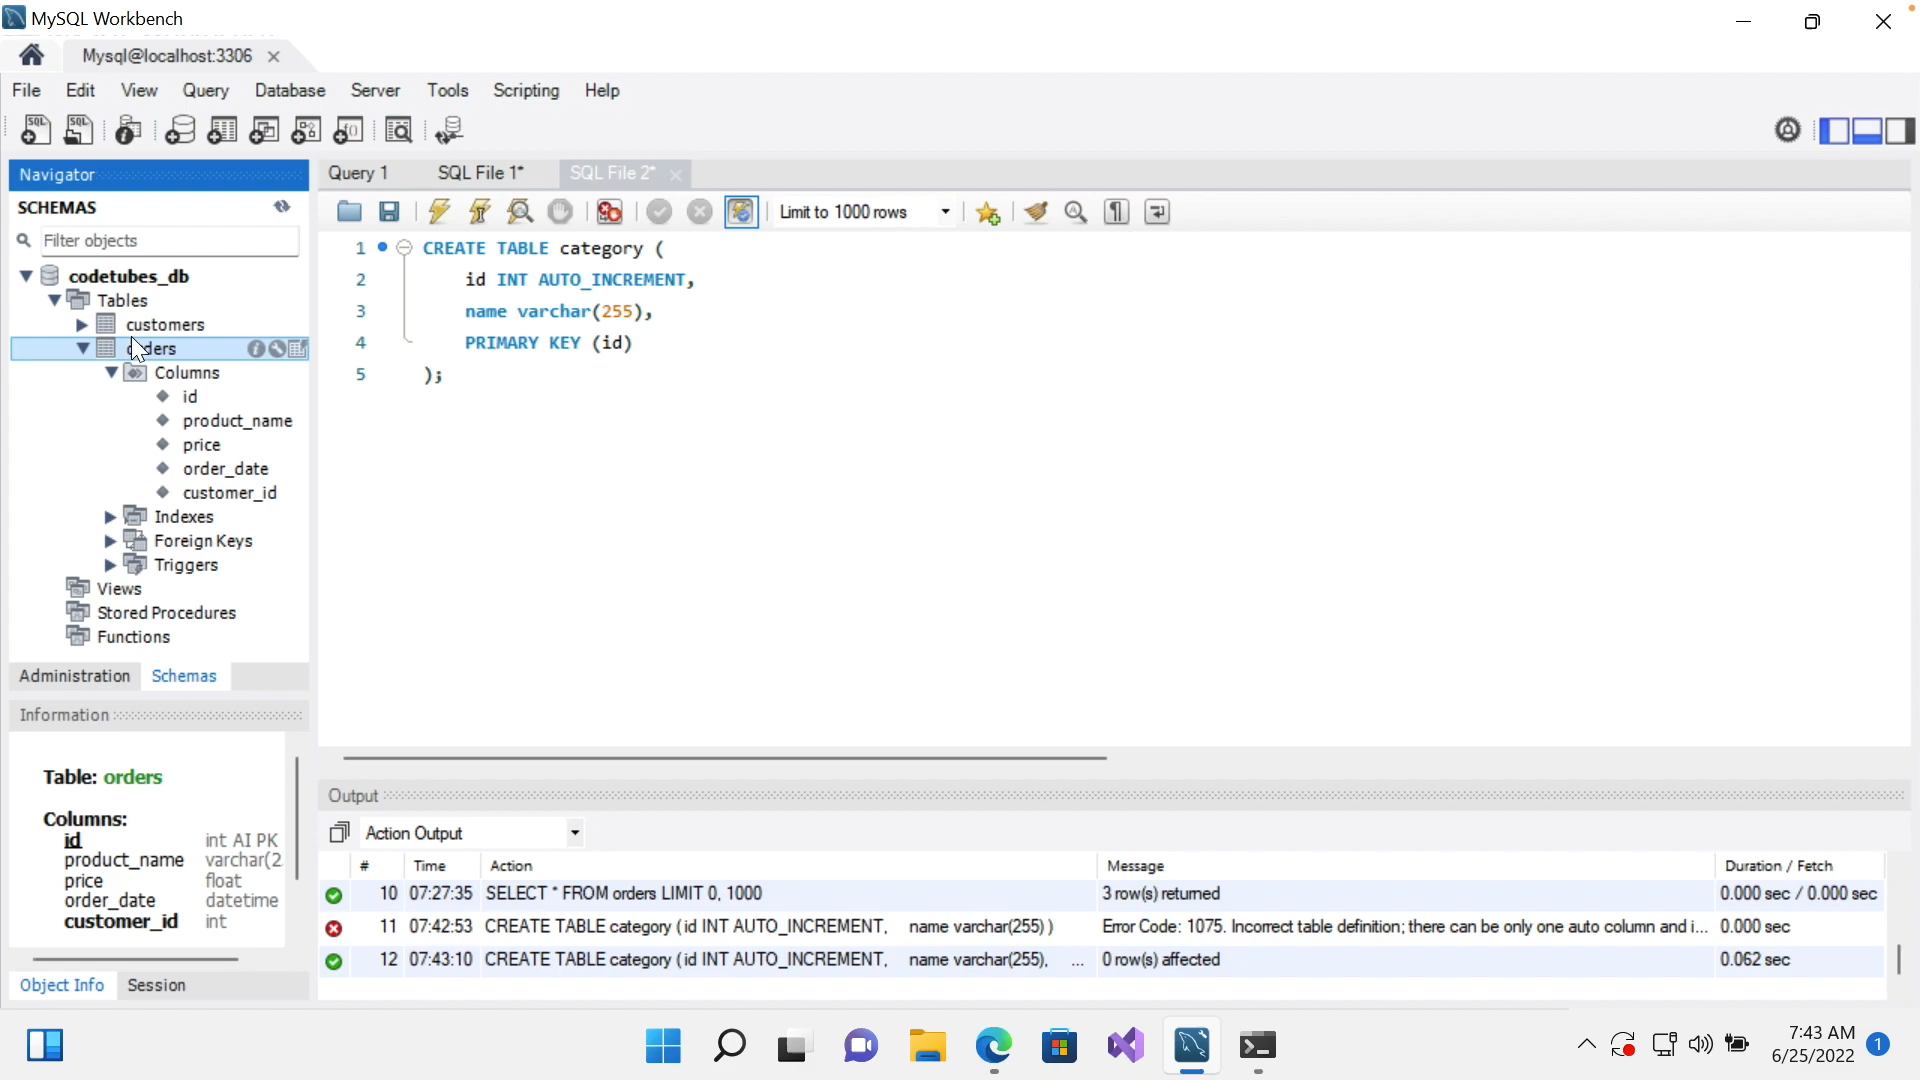 MySQL Workbench
Mysql@localhost:3306
File Edit View Query Database Server Tools Scripting Help
Navigator
SCHEMAS
Filter objects
codetubes_db
Tables
customers
orders
Columns
id
product_name
price
order_date
customer_id
Indexes
Foreign Keys
Triggers
Views
Stored Procedures
Functions
Administration Schemas
Information
Table: orders
Columns:
id int AI PK
product_name varchar(2
price float
order_date datetime
customer_id int
Object Info Session
Query 1 SQL File 1* SQL File 2*
Limit to 1000 rows
1 CREATE TABLE category (
2 id INT AUTO_INCREMENT,
3 name varchar(255),
4 PRIMARY KEY (id)
5 );
Output
Action Output
# Time Action Message Duration / Fetch
10 07:27:35 SELECT * FROM orders LIMIT 0, 1000 3 row(s) returned 0.000 sec / 0.000 sec
11 07:42:53 CREATE TABLE category ( id INT AUTO_INCREMENT, name varchar(255) ) Error Code: 1075. Incorrect table definition; there can be only one auto column and i... 0.000 sec
12 07:43:10 CREATE TABLE category ( id INT AUTO_INCREMENT, name varchar(255), ... 0 row(s) affected 0.062 sec
7:43 AM
6/25/2022
1